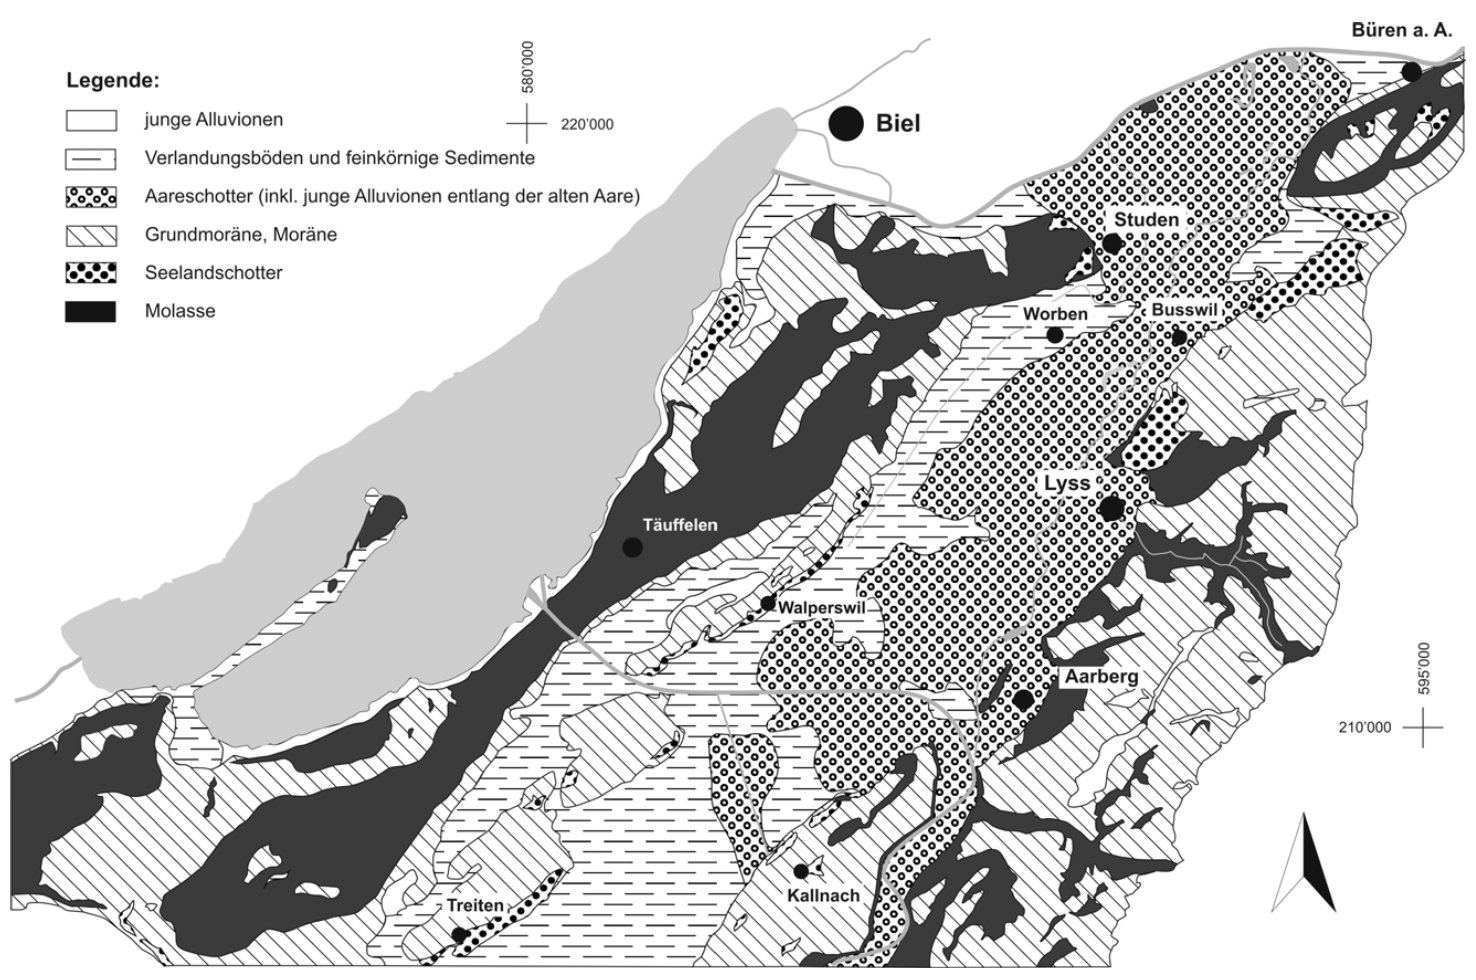 Büren a. A.
Legende:
580'000
220'000
junge Alluvionen
Biel
Verlandungsböden und feinkörnige Sedimente
Aareschotter (inkl. junge Alluvionen entlang der alten Aare)
Studen
Grundmoräne, Moräne
Seelandschotter
Molasse
Worben
Busswil
Lyss
Täuffelen
Walperswil
Aarberg
595'000
210'000
Kallnach
Treiten